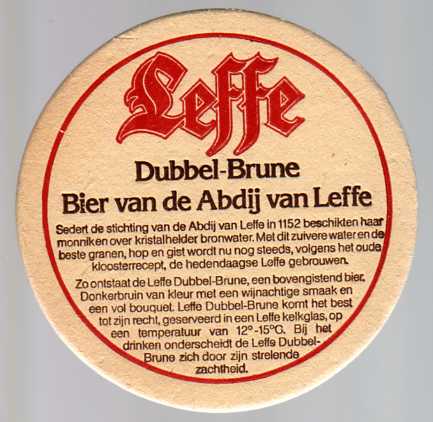 Leffe
Dubbel-Brune
Bier van de Abdij van Leffe
Sedert de stichting van de Abdij van Leffe in 1152 beschikten haar
monniken over kristalhelder bronwater. Met dit zuivere water en de
beste granen, hop en gist wordt nu nog steeds, volgens het oude
kloosterrecept, de hedendaagse Leffe gebrouwen.
Zo ontstaat de Leffe Dubbel-Brune, een bovengistend bier.
Donkerbruin van kleur met een wijnachtige smaak en
een vol bouquet. Leffe Dubbel-Brune komt het best
tot zijn recht, geserveerd in een Leffe kelkglas, op
een temperatuur van 12°-15°C. Bij het
drinken onderscheidt de Leffe Dubbel-
Brune zich door zijn strelende
zachtheid.